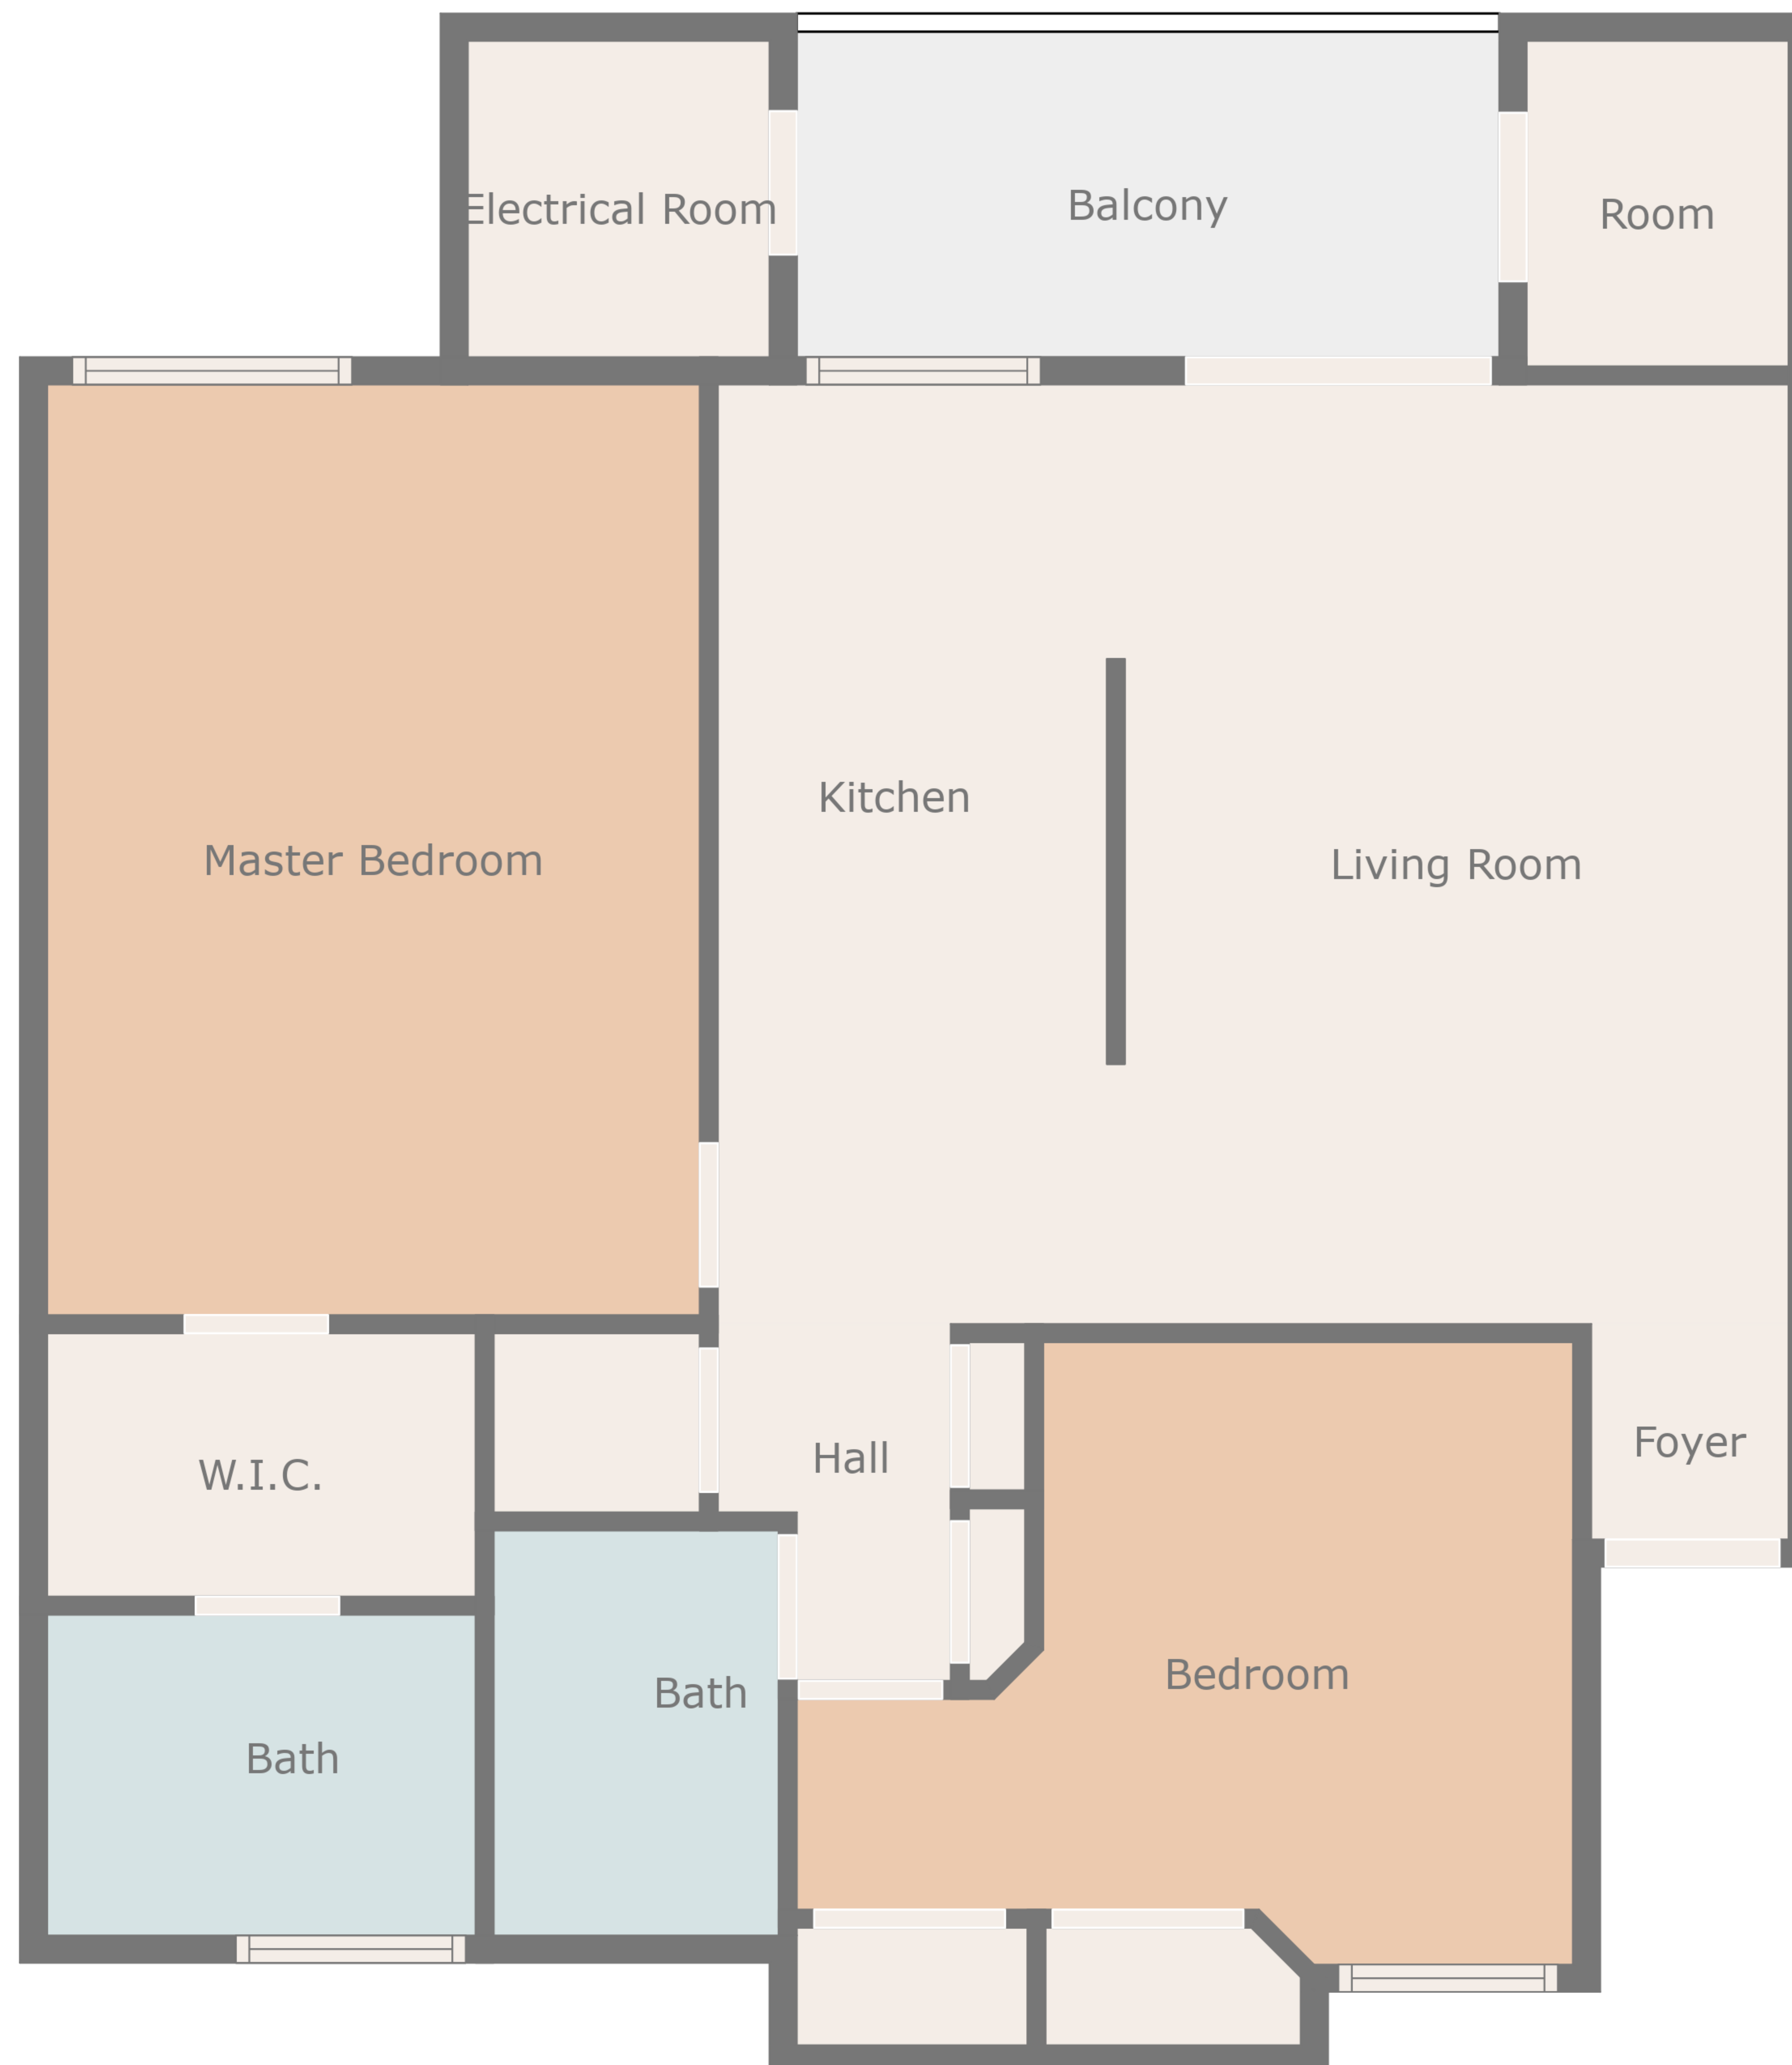 Electrical Room
Balcony
Room
Kitchen
Master Bedroom
Living Room
Foyer
Hall
W.I.C.
Bedroom
Bath
Bath